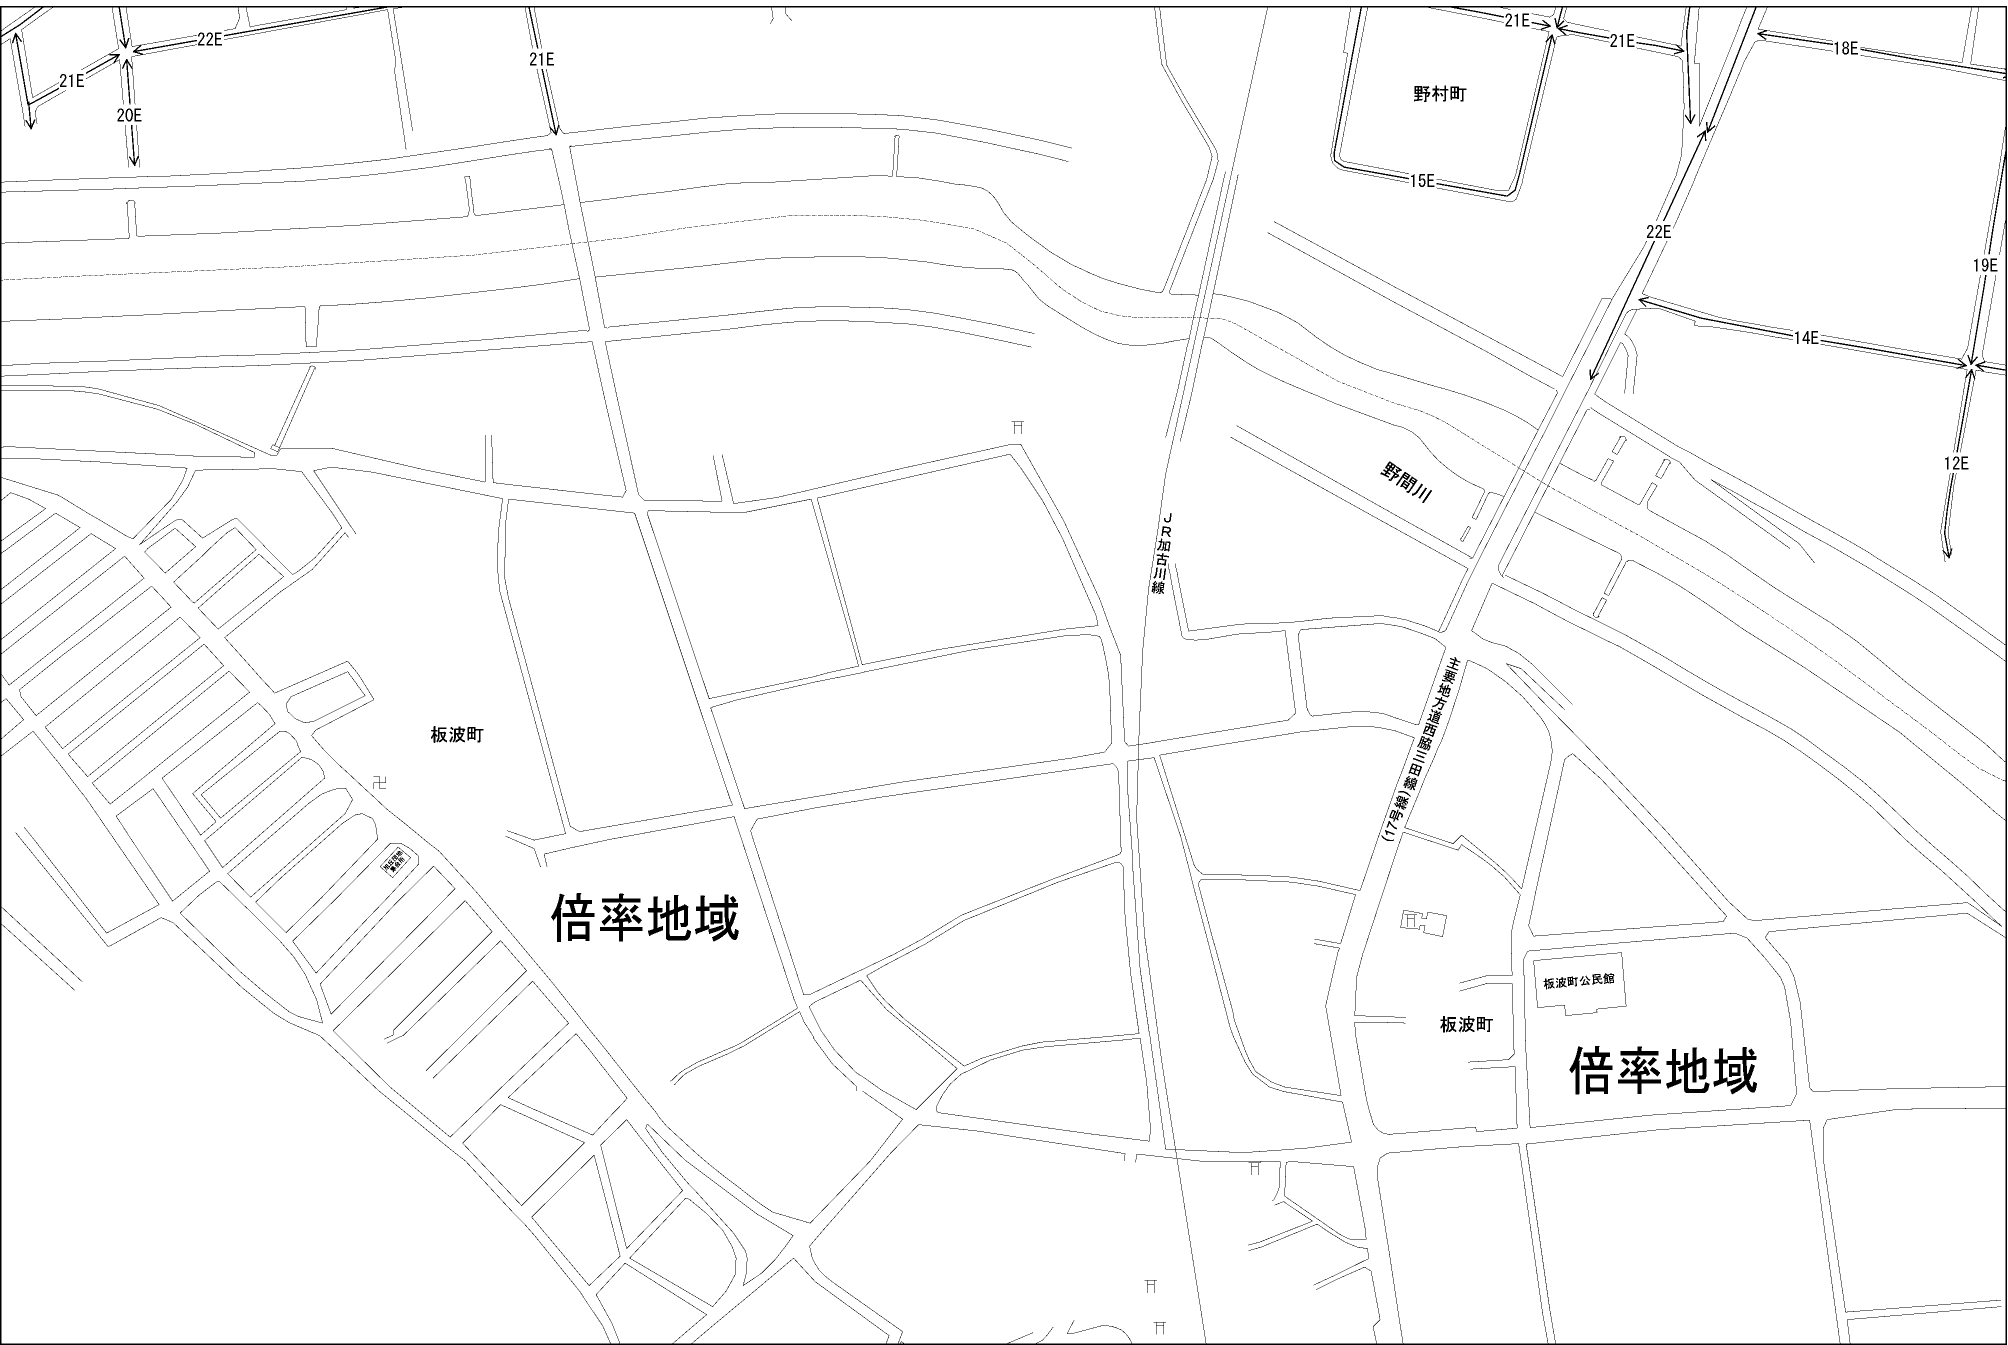 21E
21E
18E
22E
21E
21E
20E
野村町
15E
22E
19E
14E
12E
野間川
JR加古川線
主要地方道西脇三田線
(17号線)
板波町
倍率地域
板波町公民館
板波町
倍率地域